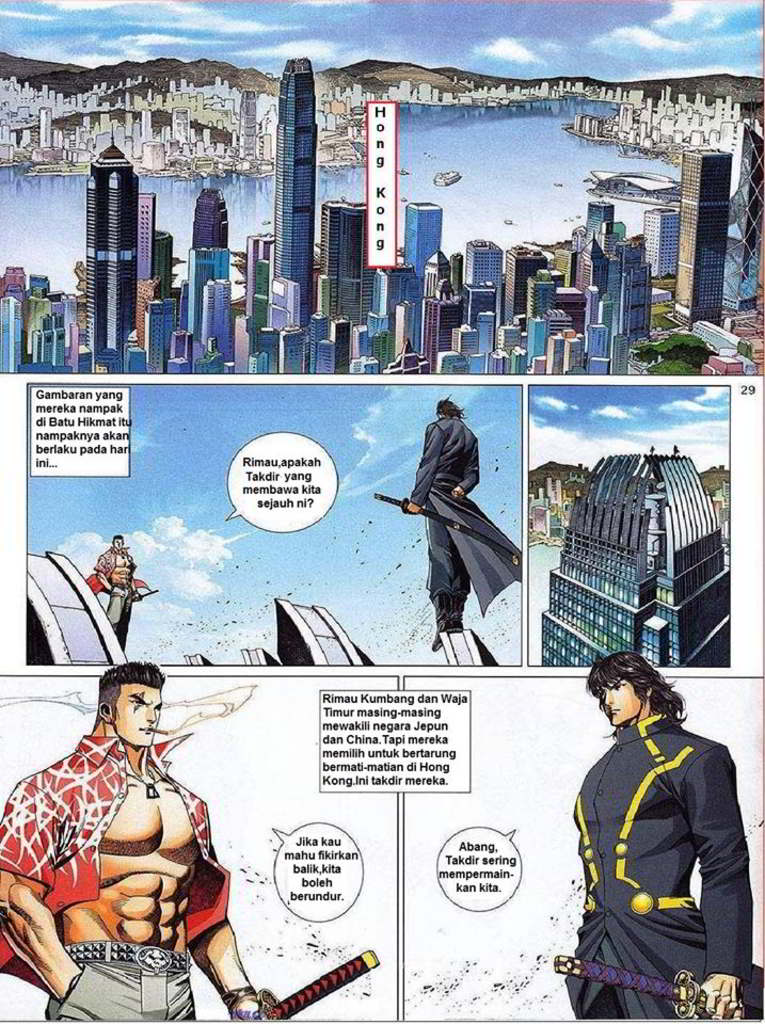 Hong Kong
29
Gambaran yang
mereka nampak
di Batu Hikmat itu
nampaknya akan
berlaku pada hari
ini...
Rimau,apakah
Takdir yang
membawa kita
sejauh ni?
Rimau Kumbang dan Waja
Timur masing-masing
mewakili negara Jepun
dan China.Tapi mereka
memilih untuk bertarung
bermati-matian di Hong
Kong.Ini takdir mereka.
Jika kau
mahu fikirkan
balik,kita
boleh
berundur.
Abang,
Takdir sering
mempermain-
kan kita.